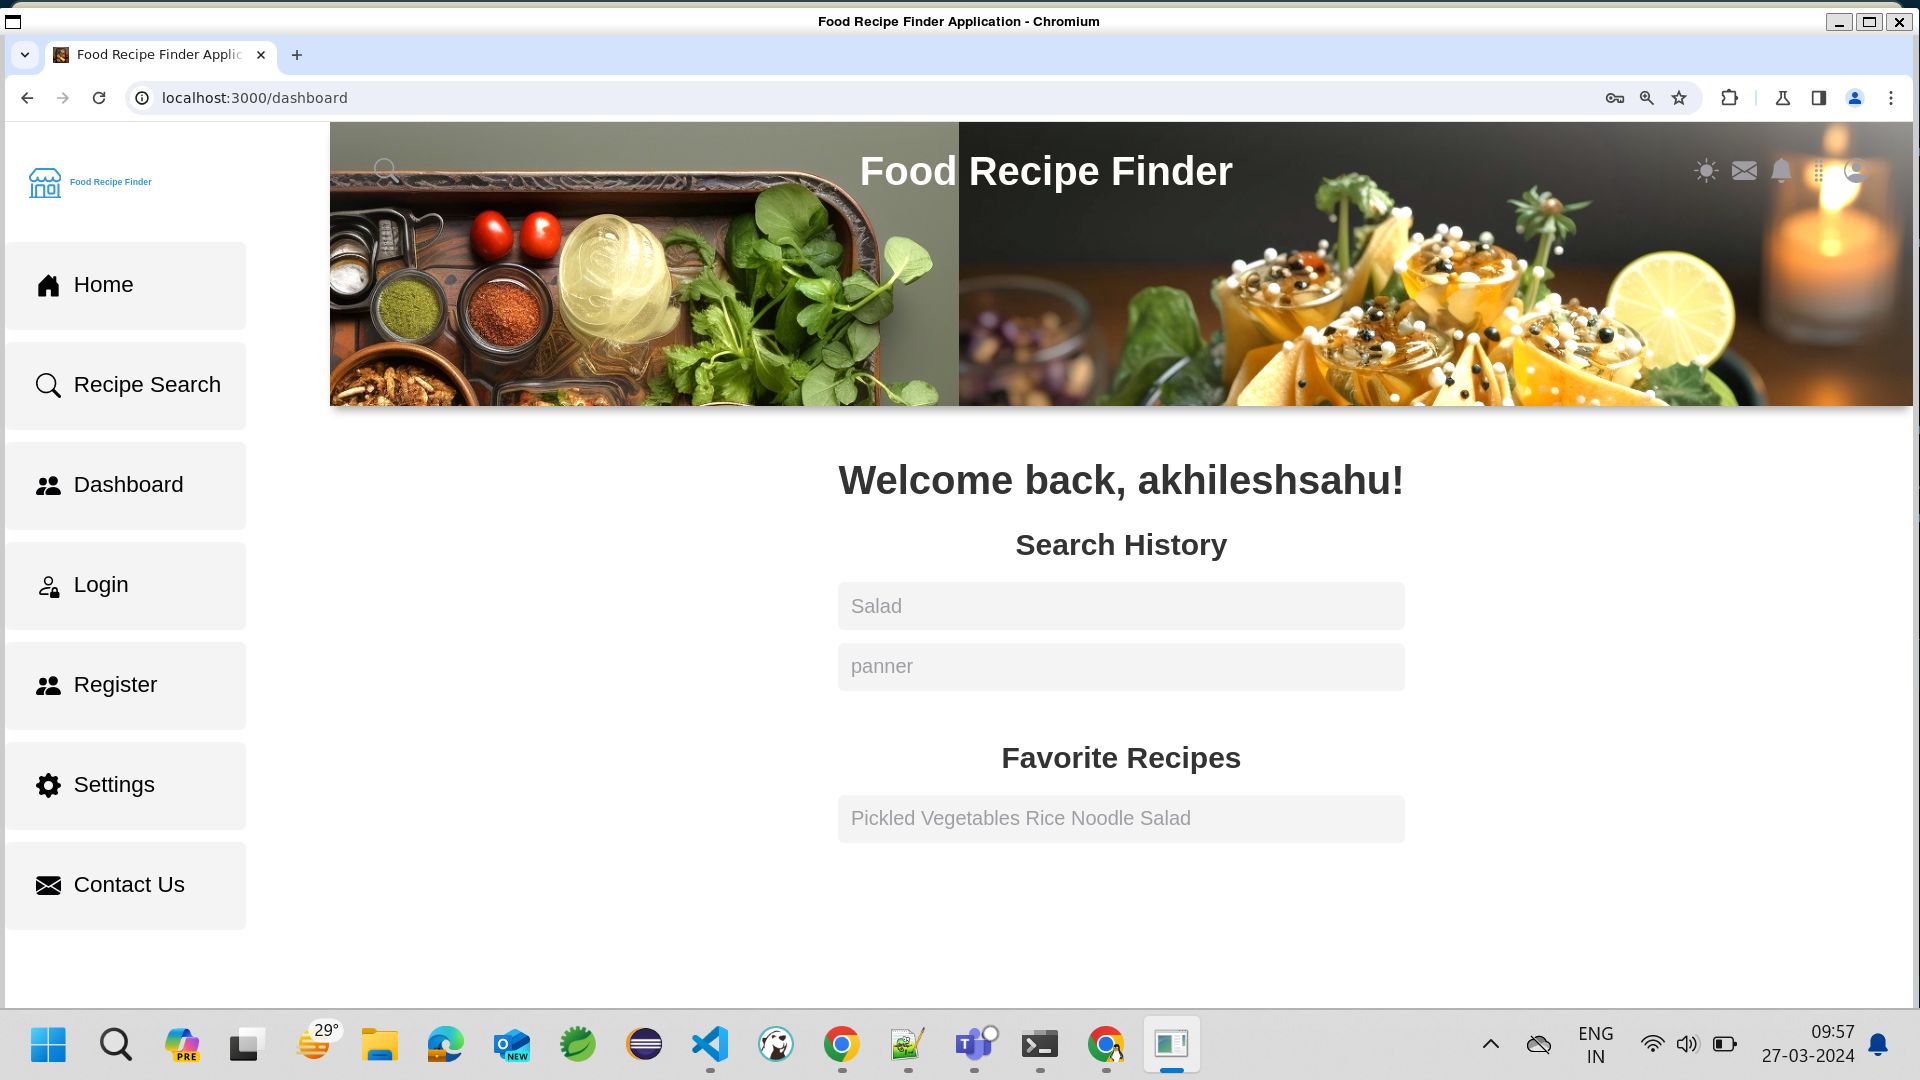 Food Recipe Finder Application - Chromium
Food Recipe Finder Applic
localhost:3000/dashboard
Food Recipe Finder
Food Recipe Finder
Home
Recipe Search
Dashboard
Login
Register
Settings
Contact Us
Welcome back, akhileshsahu!
Search History
Salad
panner
Favorite Recipes
Pickled Vegetables Rice Noodle Salad
PRE
29°
NEW
ENG
IN
09:57
27-03-2024